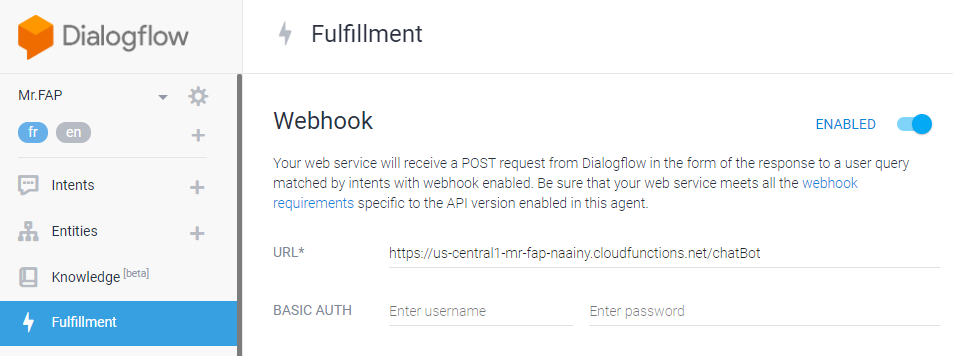 Dialogflow
Fulfillment
Mr.FAP
fr en
Intents
Entities
Knowledge [beta]
Fulfillment
Webhook
ENABLED
Your web service will receive a POST request from Dialogflow in the form of the response to a user query
matched by intents with webhook enabled. Be sure that your web service meets all the webhook
requirements specific to the API version enabled in this agent.
URL* https://us-central1-mr-fap-naainy.cloudfunctions.net/chatBot
BASIC AUTH Enter username Enter password